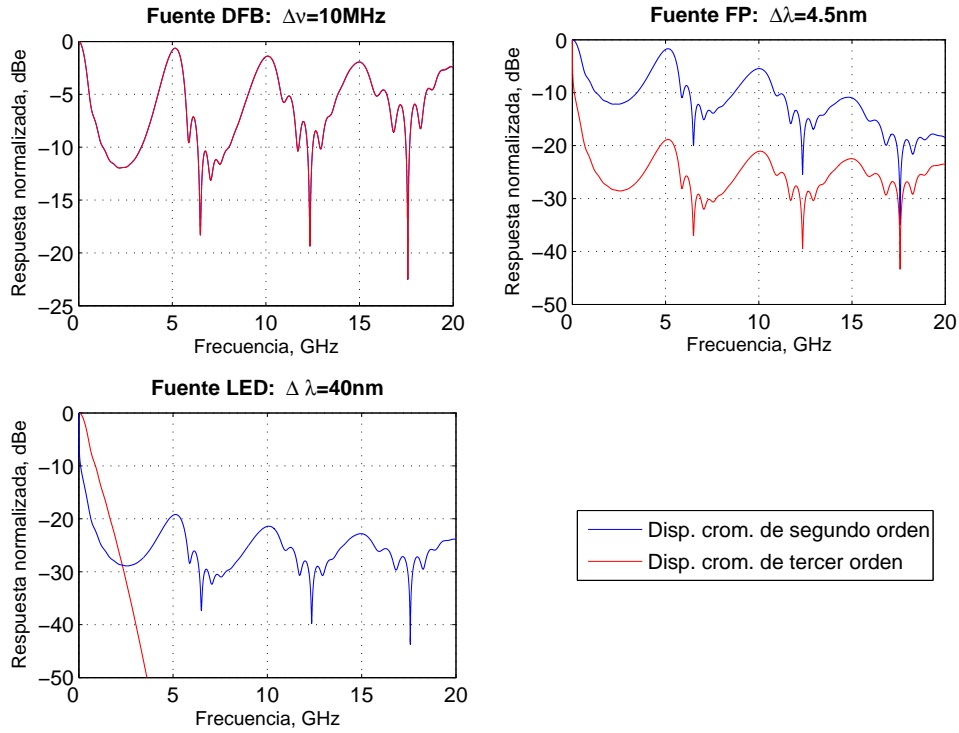 Fuente DFB: Δν=10MHz
Respuesta normalizada, dBe
0
−5
−10
−15
−20
−25
0 5 10 15 20
Frecuencia, GHz
Fuente FP: Δλ=4.5nm
Respuesta normalizada, dBe
0
−10
−20
−30
−40
−50
0 5 10 15 20
Frecuencia, GHz
Fuente LED: Δ λ=40nm
Respuesta normalizada, dBe
0
−10
−20
−30
−40
−50
0 5 10 15 20
Frecuencia, GHz
Disp. crom. de segundo orden
Disp. crom. de tercer orden